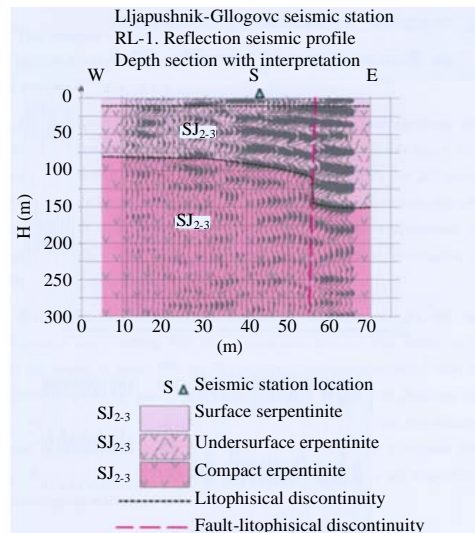 Lljapushnik-Gllogovc seismic station
RL-1. Reflection seismic profile
Depth section with interpretation
W S E
0
50
100
150
200
250
300
H (m)
SJ2-3
SJ2-3
0 10 20 30 40 50 60 70
(m)
S Seismic station location
SJ2-3 Surface serpentinite
SJ2-3 Undersurface erpentinite
SJ2-3 Compact erpentinite
Litophisical discontinuity
Fault-litophisical discontinuity